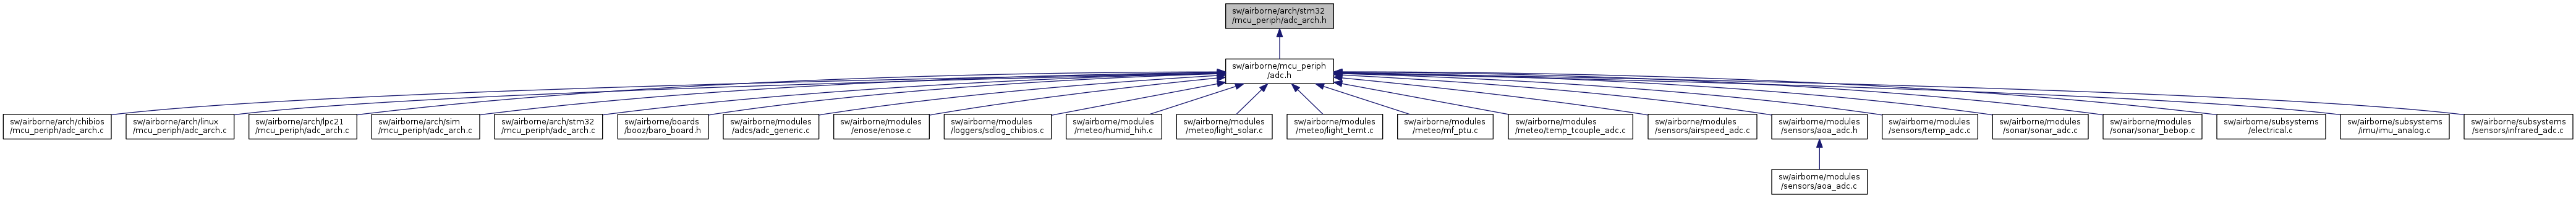 sw/airborne/arch/stm32
/mcu_periph/adc_arch.h
sw/airborne/mcu_periph
/adc.h
sw/airborne/arch/chibios
/mcu_periph/adc_arch.c
sw/airborne/arch/linux
/mcu_periph/adc_arch.c
sw/airborne/arch/lpc21
/mcu_periph/adc_arch.c
sw/airborne/arch/sim
/mcu_periph/adc_arch.c
sw/airborne/arch/stm32
/mcu_periph/adc_arch.c
sw/airborne/boards
/booz/baro_board.h
sw/airborne/modules
/adcs/adc_generic.c
sw/airborne/modules
/enose/enose.c
sw/airborne/modules
/loggers/sdlog_chibios.c
sw/airborne/modules
/meteo/humid_hih.c
sw/airborne/modules
/meteo/light_solar.c
sw/airborne/modules
/meteo/light_temt.c
sw/airborne/modules
/meteo/mf_ptu.c
sw/airborne/modules
/meteo/temp_tcouple_adc.c
sw/airborne/modules
/sensors/airspeed_adc.c
sw/airborne/modules
/sensors/aoa_adc.h
sw/airborne/modules
/sensors/temp_adc.c
sw/airborne/modules
/sonar/sonar_adc.c
sw/airborne/modules
/sonar/sonar_bebop.c
sw/airborne/subsystems
/electrical.c
sw/airborne/subsystems
/imu/imu_analog.c
sw/airborne/subsystems
/sensors/infrared_adc.c
sw/airborne/modules
/sensors/aoa_adc.c